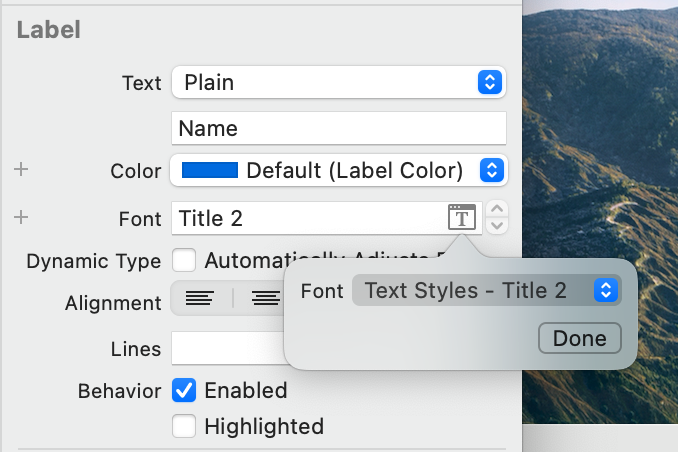 Label
Text Plain
Name
Color Default (Label Color)
Font Title 2 T
Dynamic Type Automatically Adjusts
Font Text Styles - Title 2
Alignment
Done
Lines
Behavior Enabled
Highlighted